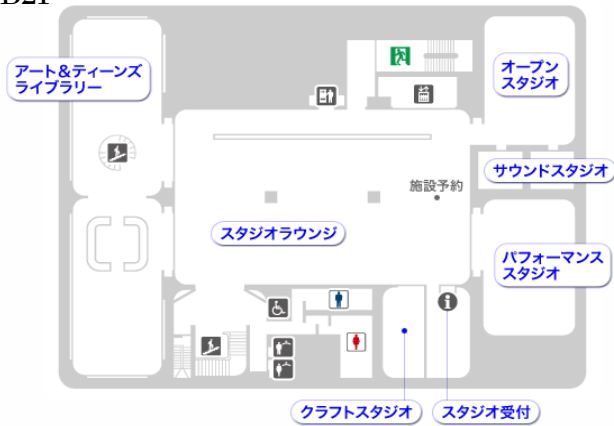 B2f
アート&ティーンズ
ライブラリー
オープン
スタジオ
サウンドスタジオ
施設予約
スタジオラウンジ
パフォーマンス
スタジオ
クラフトスタジオ
スタジオ受付